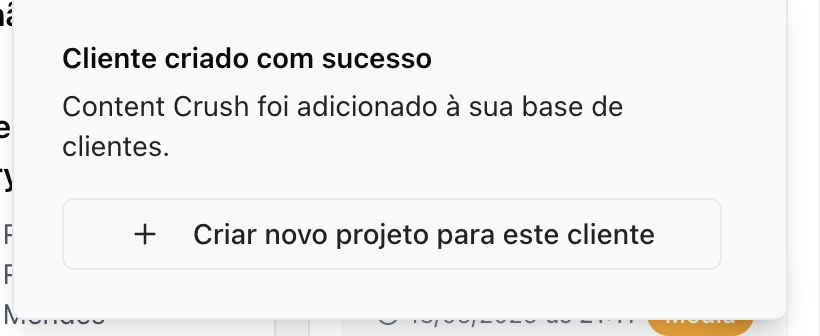 Cliente criado com sucesso
Content Crush foi adicionado à sua base de
clientes.
+ Criar novo projeto para este cliente